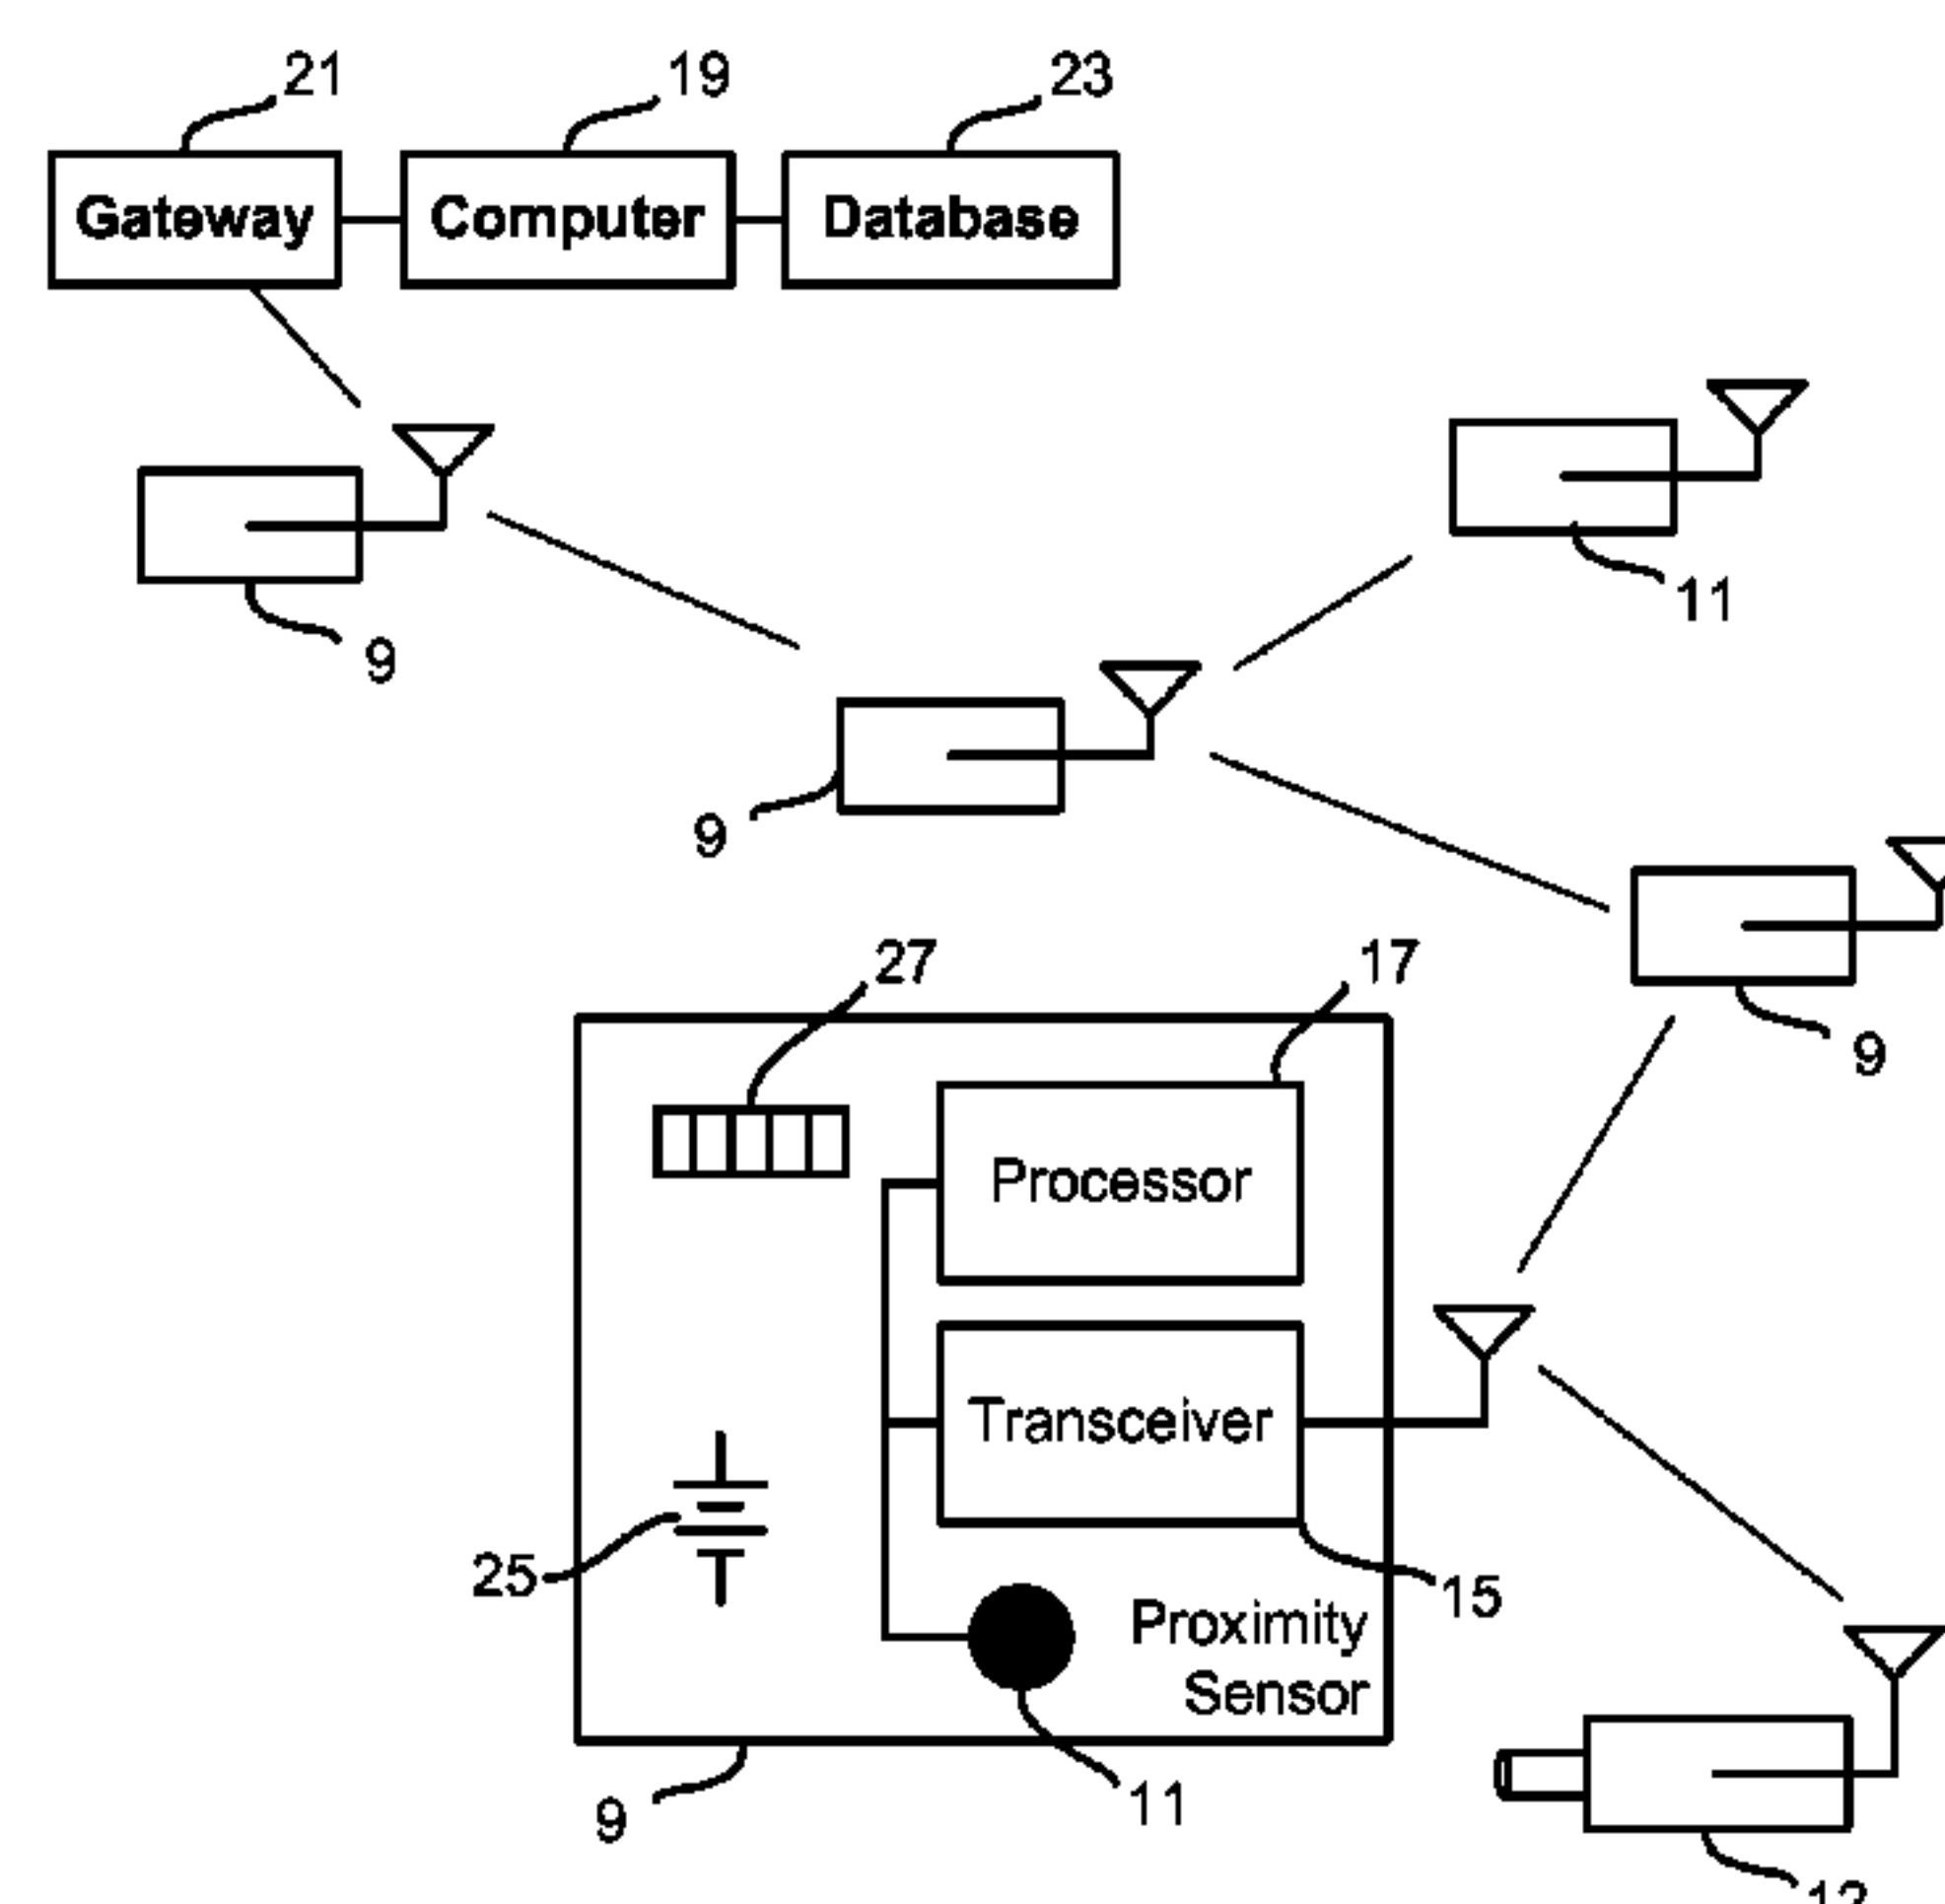 21
19
23
Gateway
Computer
Database
11
9
9
27
17
9
Processor
Transceiver
25
15
Proximity
Sensor
9
11